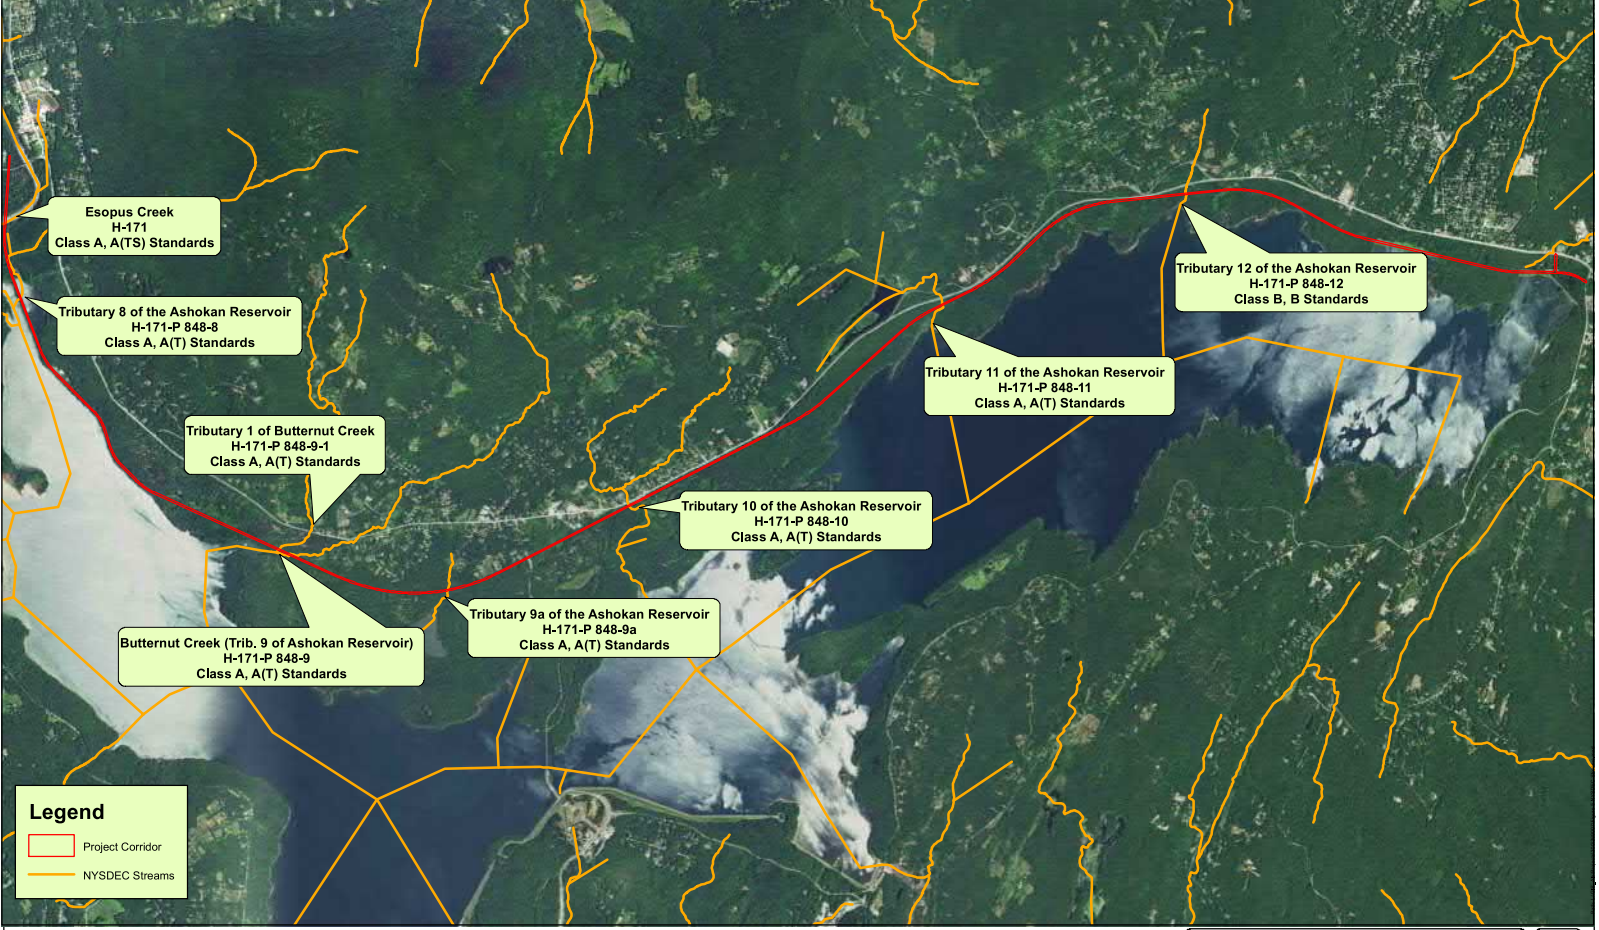 Esopus Creek
H-171
Class A, A(TS) Standards
Tributary 8 of the Ashokan Reservoir
H-171-P 848-8
Class A, A(T) Standards
Tributary 12 of the Ashokan Reservoir
H-171-P 848-12
Class B, B Standards
Tributary 11 of the Ashokan Reservoir
H-171-P 848-11
Class A, A(T) Standards
Tributary 1 of Butternut Creek
H-171-P 848-9-1
Class A, A(T) Standards
Tributary 10 of the Ashokan Reservoir
H-171-P 848-10
Class A, A(T) Standards
Tributary 9a of the Ashokan Reservoir
H-171-P 848-9a
Class A, A(T) Standards
Butternut Creek (Trib. 9 of Ashokan Reservoir)
H-171-P 848-9
Class A, A(T) Standards
Legend
Project Corridor
NYSDEC Streams